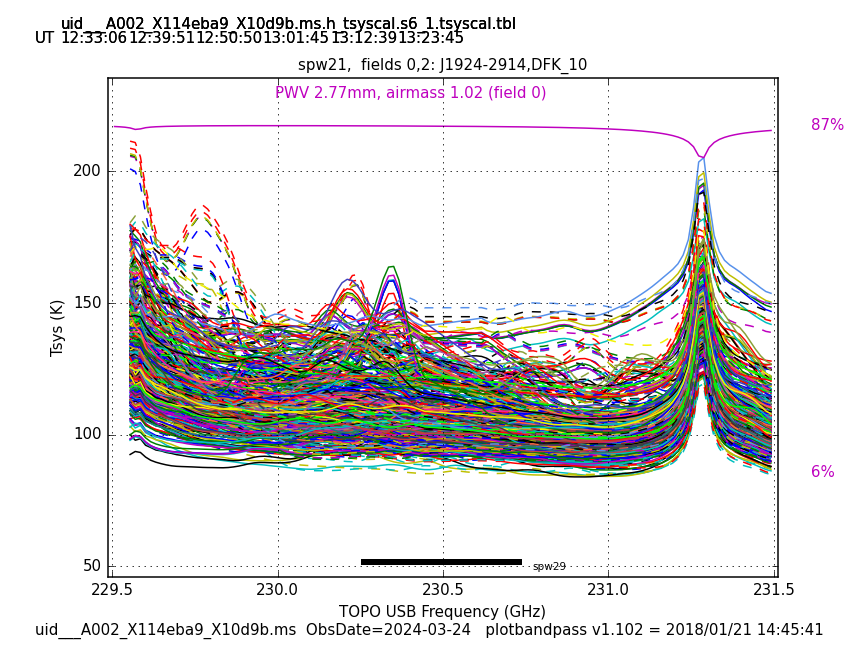 uid___A002_X114eba9_X10d9b.ms.h_tsyscal.s6_1.tsyscal.tbl
UT 12:33:06 12:39:51 12:50:50 13:01:45 13:12:39 13:23:45
spw21, fields 0,2: J1924-2914,DFK_10
PWV 2.77mm, airmass 1.02 (field 0)
87%
200
150
Tsys (K)
100
6%
50
spw29
229.5 230.0 230.5 231.0 231.5
TOPO USB Frequency (GHz)
uid___A002_X114eba9_X10d9b.ms ObsDate=2024-03-24 plotbandpass v1.102 = 2018/01/21 14:45:41